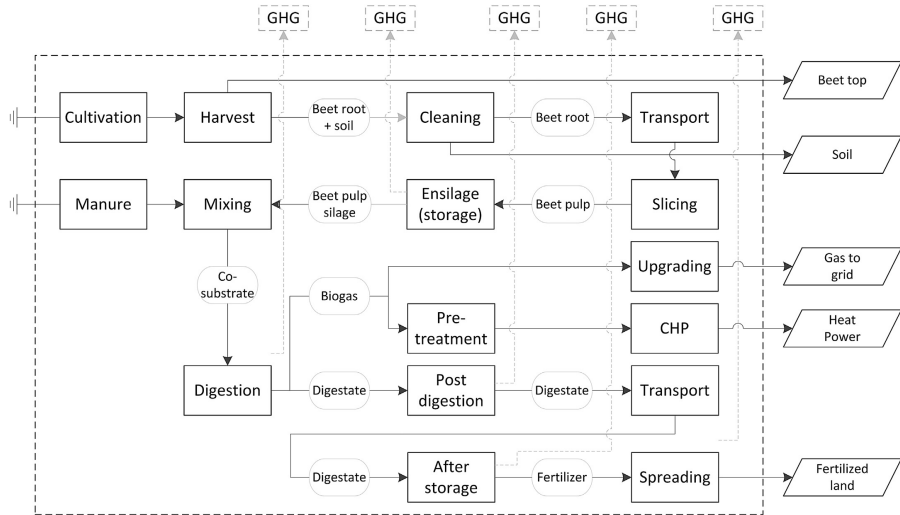 GHG
GHG
GHG
GHG
GHG
Beet top
Cultivation
Harvest
Beet root
+ soil
Cleaning
Beet root
Transport
Soil
Manure
Mixing
Beet pulp
silage
Ensilage
(storage)
Beet pulp
Slicing
Co-
substrate
Biogas
Upgrading
Gas to
grid
Pre-
treatment
CHP
Heat
Power
Digestion
Digestate
Post
digestion
Digestate
Transport
Digestate
After
storage
Fertilizer
Spreading
Fertilized
land